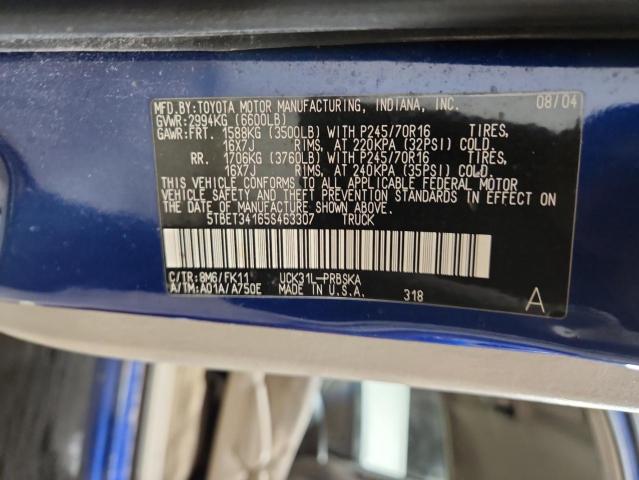 MFD.BY:TOYOTA MOTOR MANUFACTURING, INDIANA, INC. 08/04
GVWR:2994KG (6600LB)
GAWR:FRT. 1588KG (3500LB) WITH P245/70R16 TIRES,
16X7J RIMS, AT 220KPA (32PSI) COLD.
RR. 1706KG (3760LB) WITH P245/70R16 TIRES,
16X7J RIMS, AT 240KPA (35PSI) COLD.
THIS VEHICLE CONFORMS TO ALL APPLICABLE FEDERAL MOTOR
VEHICLE SAFETY AND THEFT PREVENTION STANDARDS IN EFFECT
ON THE DATE OF MANUFACTURE SHOWN ABOVE.
5TBET34165S463307 TRUCK
C/TR:8M6/FK11 UCK31L-PRBSKA
A/TM:A01A/A750E MADE IN U.S.A. 318 A